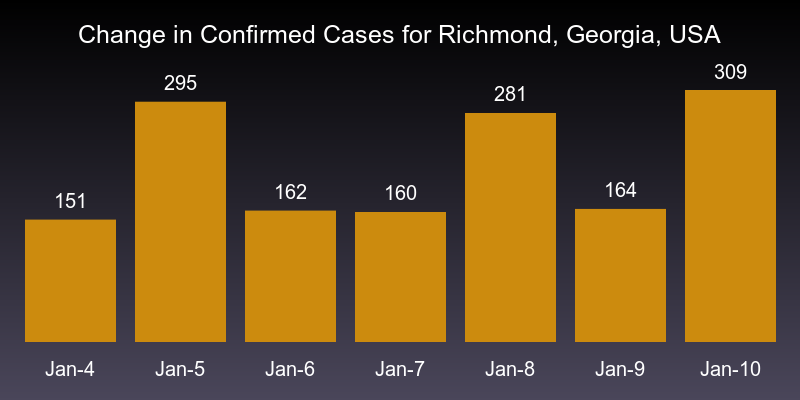 Change in Confirmed Cases for Richmond, Georgia, USA
151
295
162
160
281
164
309
Jan-4
Jan-5
Jan-6
Jan-7
Jan-8
Jan-9
Jan-10